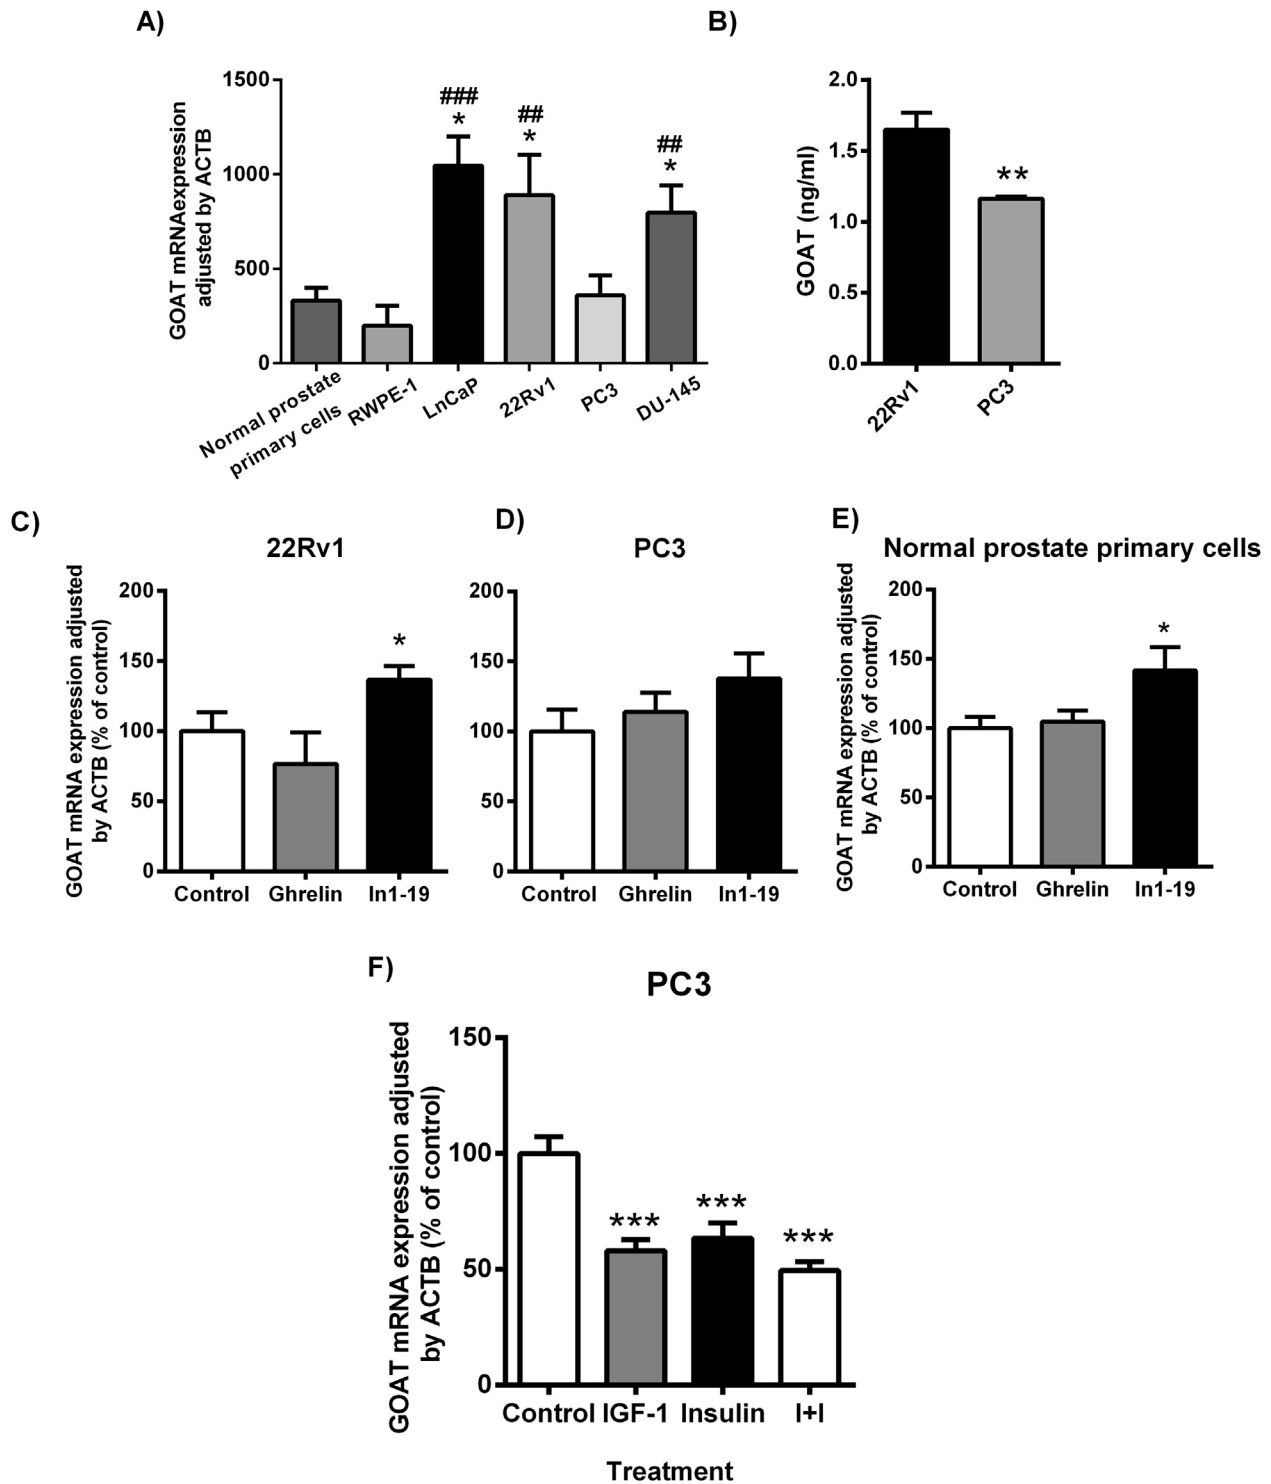 A)
GOAT mRNAexpression
adjusted by ACTB
1500
1000
500
0
###
*
##
*
##
*
Normal prostate
primary cells
RWPE-1
LnCaP
22Rv1
PC3
DU-145
B)
GOAT (ng/ml)
2.0
1.5
1.0
0.5
0.0
**
22Rv1
PC3
C)
22Rv1
GOAT mRNA expression adjusted
by ACTB (% of control)
200
150
100
50
0
*
Control Ghrelin In1-19
D)
PC3
200
150
100
50
0
Control Ghrelin In1-19
E)
Normal prostate primary cells
GOAT mRNA expression adjusted
by ACTB (% of control)
200
150
100
50
0
*
Control Ghrelin In1-19
F)
PC3
GOAT mRNA expression adjusted
by ACTB (% of control)
150
100
50
0
***
***
***
Control IGF-1 Insulin I+I
Treatment